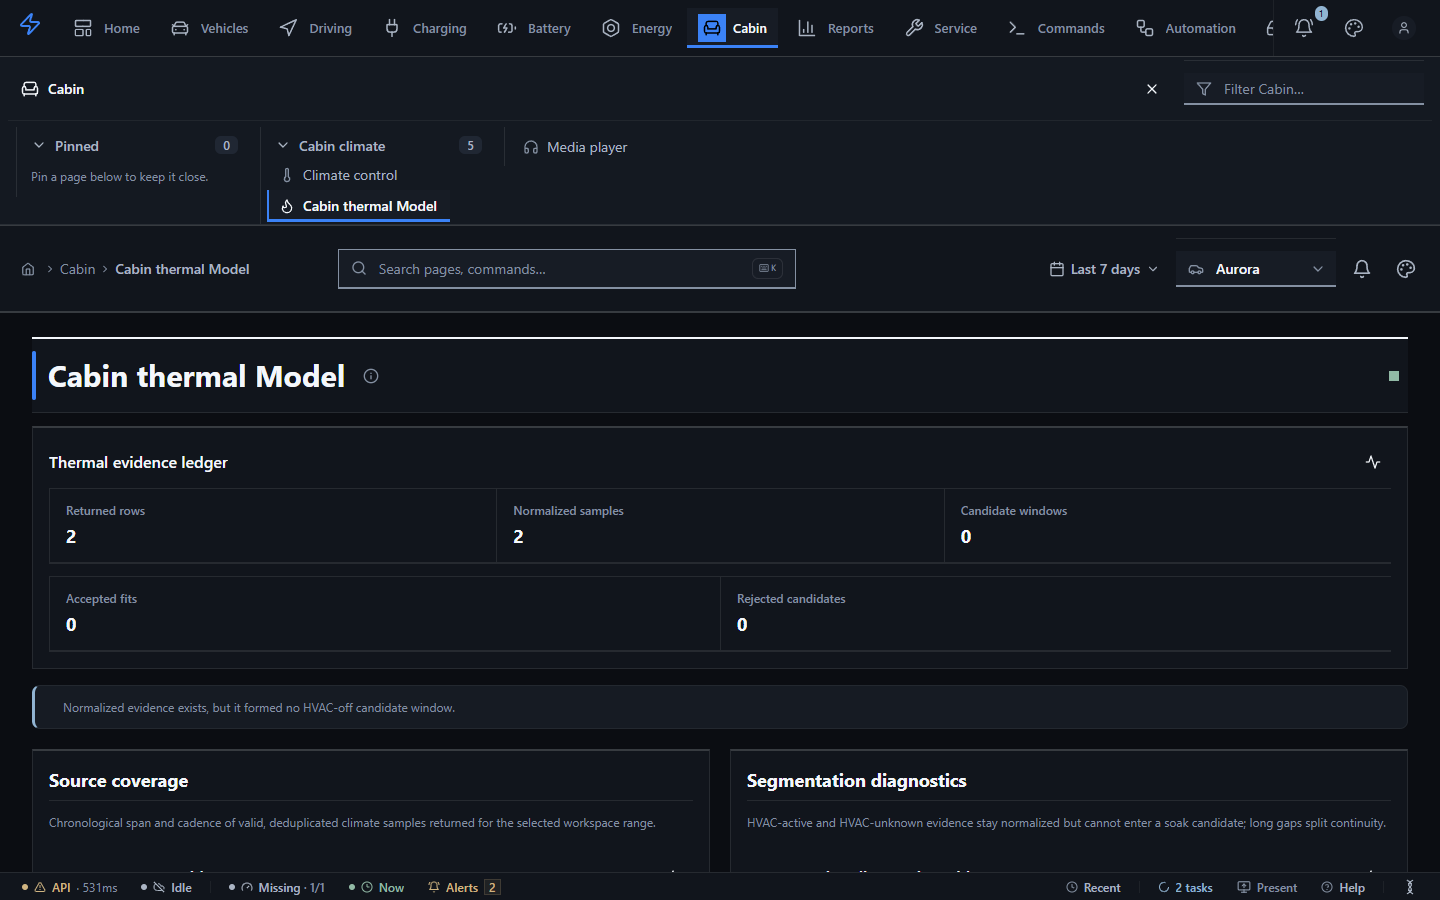 Home
Vehicles
Driving
Charging
Battery
Energy
Cabin
Reports
Service
Commands
Automation
1
Cabin
Filter Cabin...
Pinned
0
Pin a page below to keep it close.
Cabin climate
5
Climate control
Cabin thermal Model
Media player
Cabin
Cabin thermal Model
Search pages, commands...
K
Last 7 days
Aurora
Cabin thermal Model
Thermal evidence ledger
Returned rows
2
Normalized samples
2
Candidate windows
0
Accepted fits
0
Rejected candidates
0
Normalized evidence exists, but it formed no HVAC-off candidate window.
Source coverage
Chronological span and cadence of valid, deduplicated climate samples returned for the selected workspace range.
Segmentation diagnostics
HVAC-active and HVAC-unknown evidence stay normalized but cannot enter a soak candidate; long gaps split continuity.
API · 531ms
Idle
Missing · 1/1
Now
Alerts 2
Recent
2 tasks
Present
Help